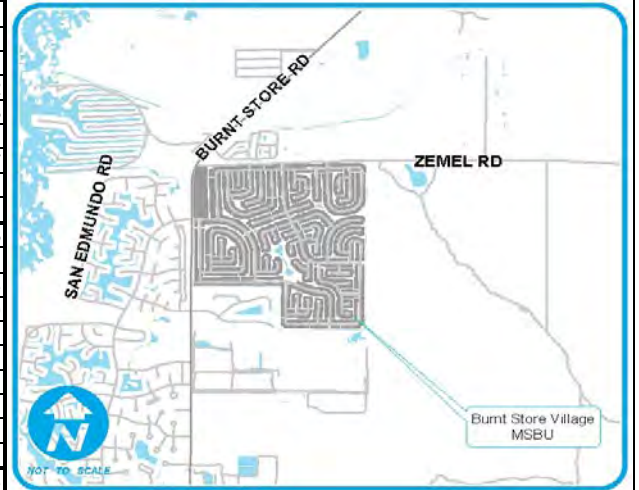 BURNT STORE RD
ZEMEL RD
SAN EDMUNDO RD
Burnt Store Village
MSBU
N
NOT TO SCALE